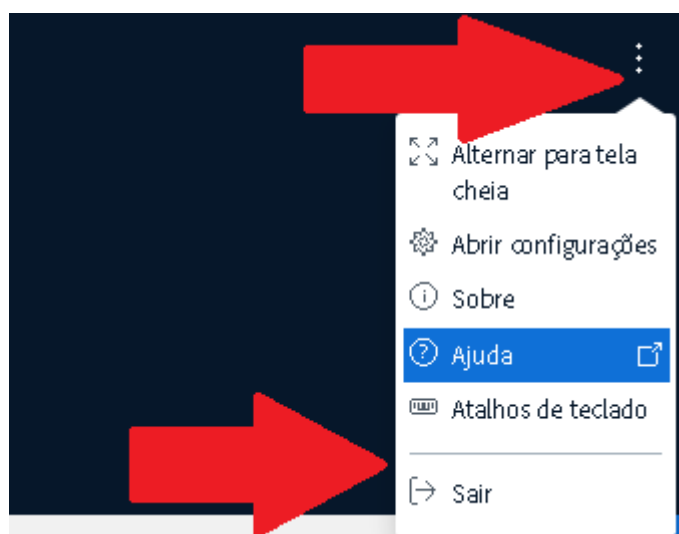 Alternar para tela
cheia
Abrir configurações
Sobre
Ajuda
Atalhos de teclado
Sair